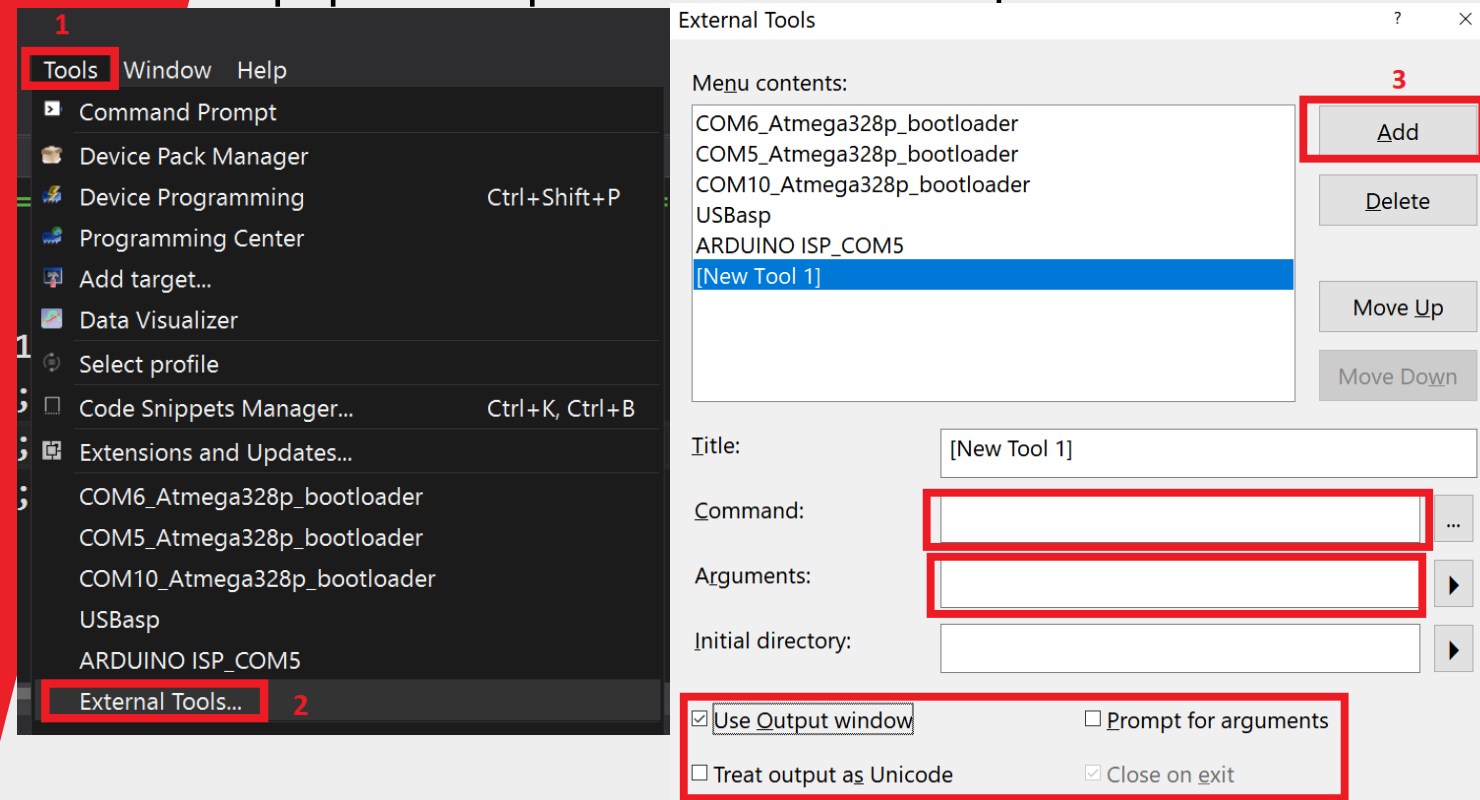 1
Tools Window Help
Command Prompt
Device Pack Manager
Device Programming Ctrl+Shift+P
Programming Center
Add target...
Data Visualizer
Select profile
Code Snippets Manager... Ctrl+K, Ctrl+B
Extensions and Updates...
COM6_Atmega328p_bootloader
COM5_Atmega328p_bootloader
COM10_Atmega328p_bootloader
USBasp
ARDUINO ISP_COM5
External Tools... 2
External Tools ? ×
Menu contents:
3
COM6_Atmega328p_bootloader
COM5_Atmega328p_bootloader
COM10_Atmega328p_bootloader
USBasp
ARDUINO ISP_COM5
[New Tool 1]
Add
Delete
Move Up
Move Down
Title: [New Tool 1]
Command: ...
Arguments:
Initial directory:
Use Output window Prompt for arguments
Treat output as Unicode Close on exit